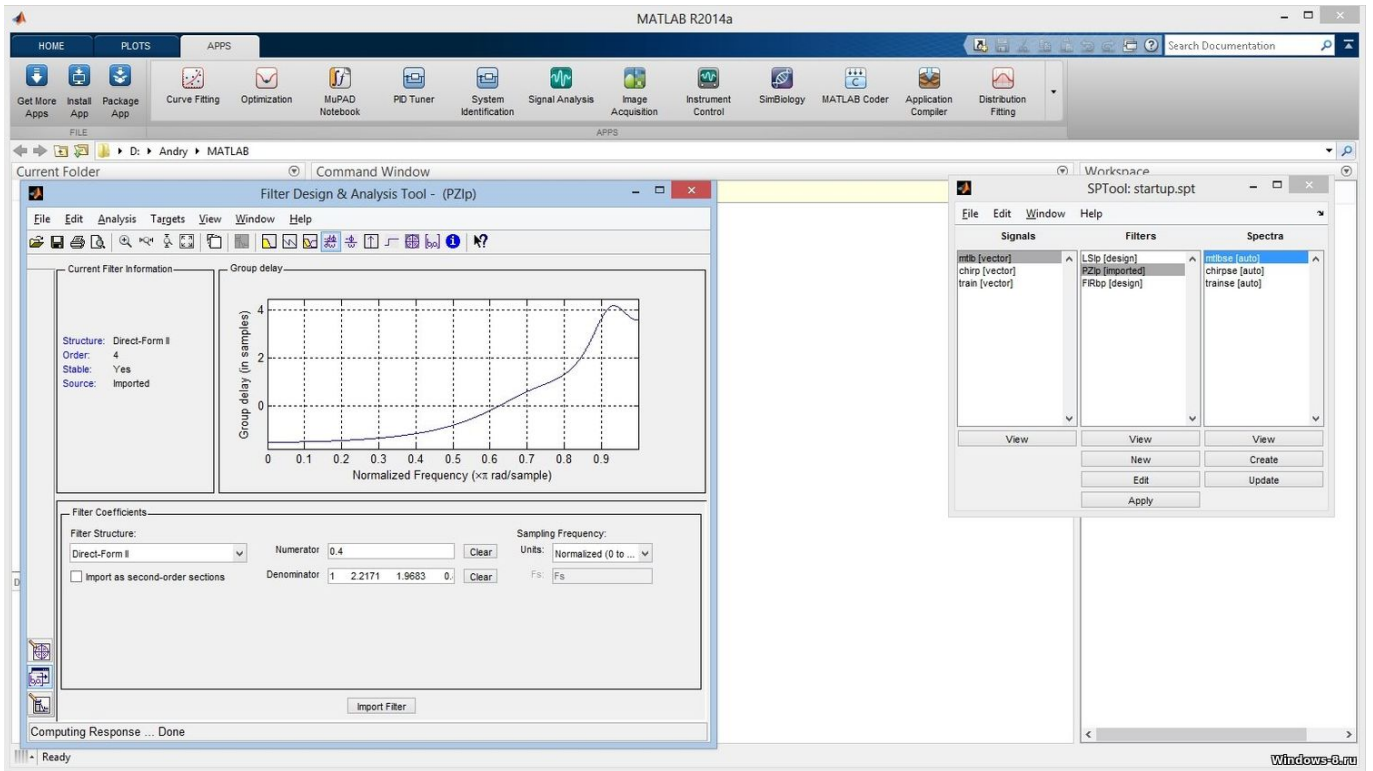 MATLAB R2014a
HOME PLOTS APPS
Search Documentation
Get More Apps
Install App
Package App
Curve Fitting
Optimization
MuPAD Notebook
PID Tuner
System Identification
Signal Analysis
Image Acquisition
Instrument Control
SimBiology
MATLAB Coder
Application Compiler
Distribution Fitting
FILE APPS
D: Andry MATLAB
Current Folder Command Window Workspace
Filter Design & Analysis Tool - (PZlp)
File Edit Analysis Targets View Window Help
Current Filter Information
Structure: Direct-Form II
Order: 4
Stable: Yes
Source: Imported
Group delay
Group delay (in samples)
4
2
0
0 0.1 0.2 0.3 0.4 0.5 0.6 0.7 0.8 0.9
Normalized Frequency (×π rad/sample)
Filter Coefficients
Filter Structure:
Direct-Form II
Import as second-order sections
Numerator 0.4 Clear
Denominator 1 2.2171 1.9683 0. Clear
Sampling Frequency:
Units: Normalized (0 to ...
Fs: Fs
Import Filter
Computing Response ... Done
SPTool: startup.spt
File Edit Window Help
Signals Filters Spectra
mtlb [vector] LSlp [design] mtlbse [auto]
chirp [vector] PZlp [imported] chirpse [auto]
train [vector] FIRbp [design] trainse [auto]
View View View
New Create
Edit Update
Apply
Ready
Windows-8.ru